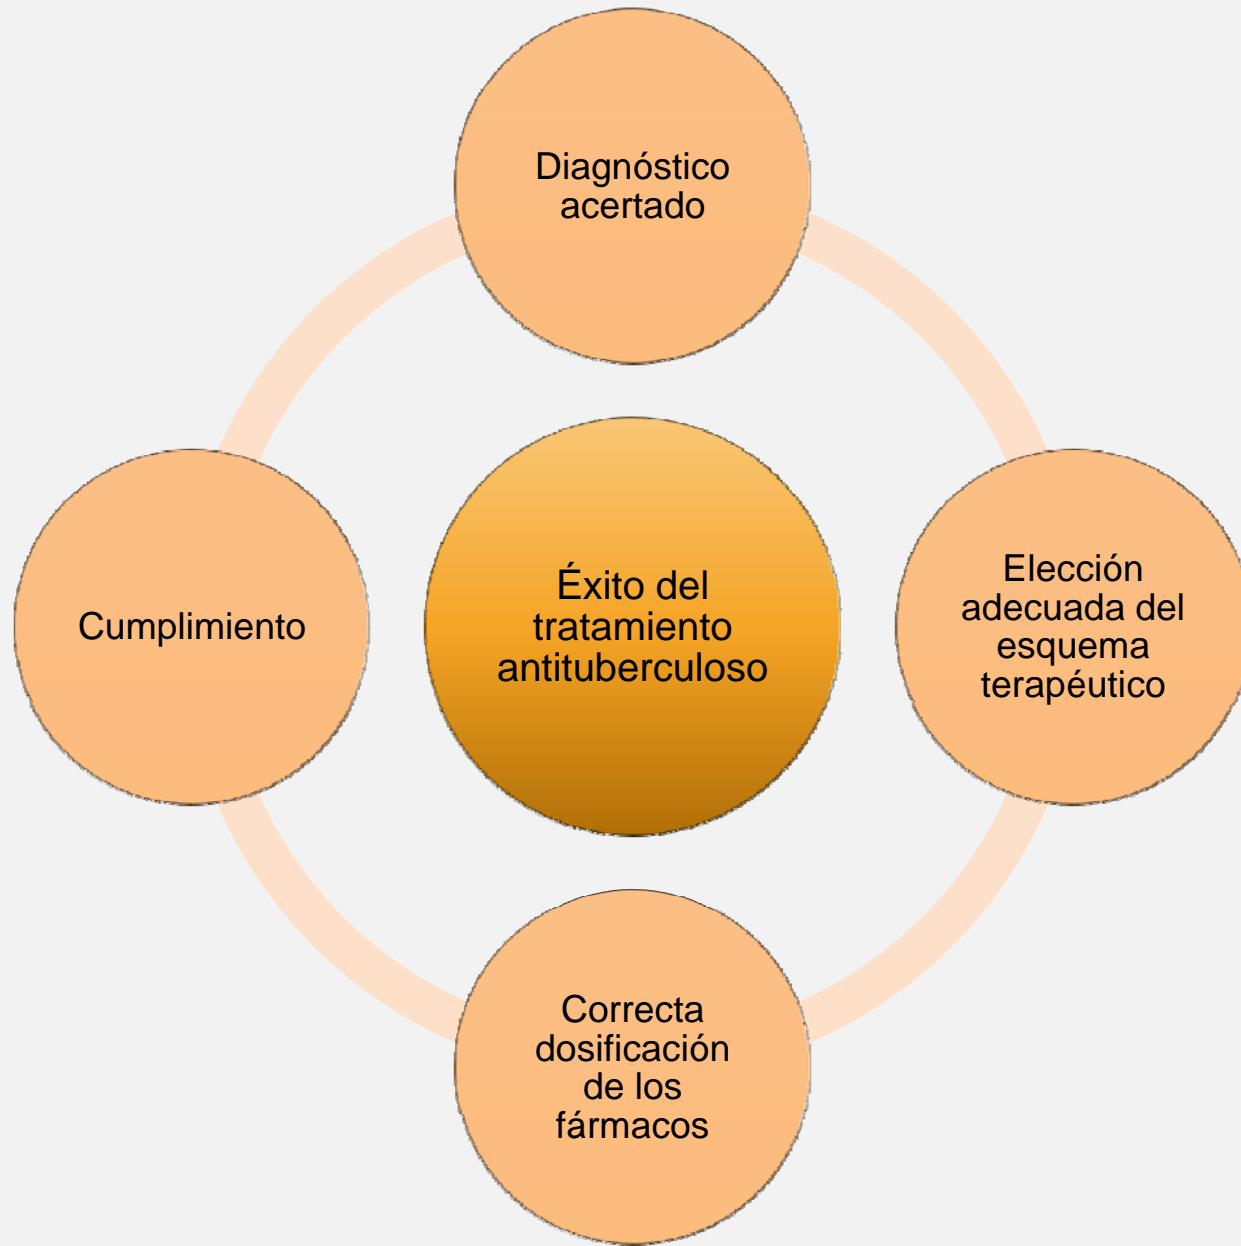 Diagnóstico
acertado
Cumplimiento
Éxito del
tratamiento
antituberculoso
Elección
adecuada del
esquema
terapéutico
Correcta
dosificación
de los
fármacos